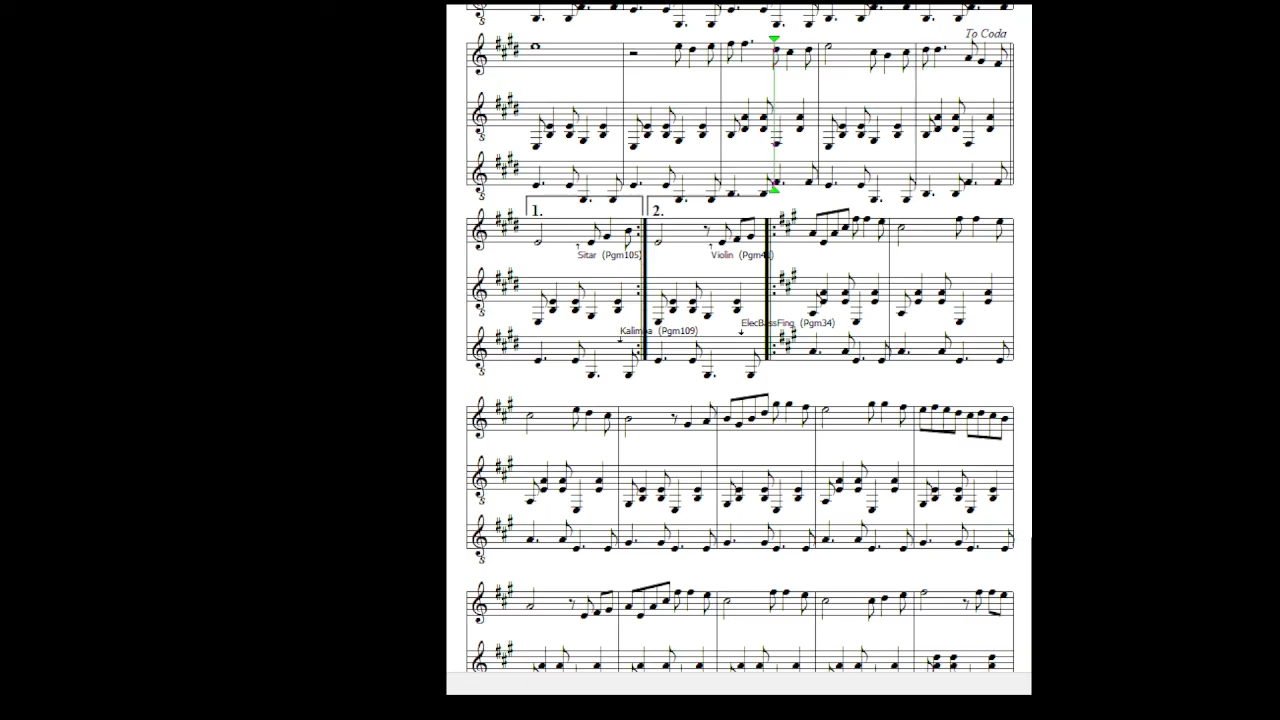 To Coda
1. 2.
Sitar (Pgm105) Violin (Pgm41)
ElecBassFing (Pgm34)
Kalimba (Pgm109)